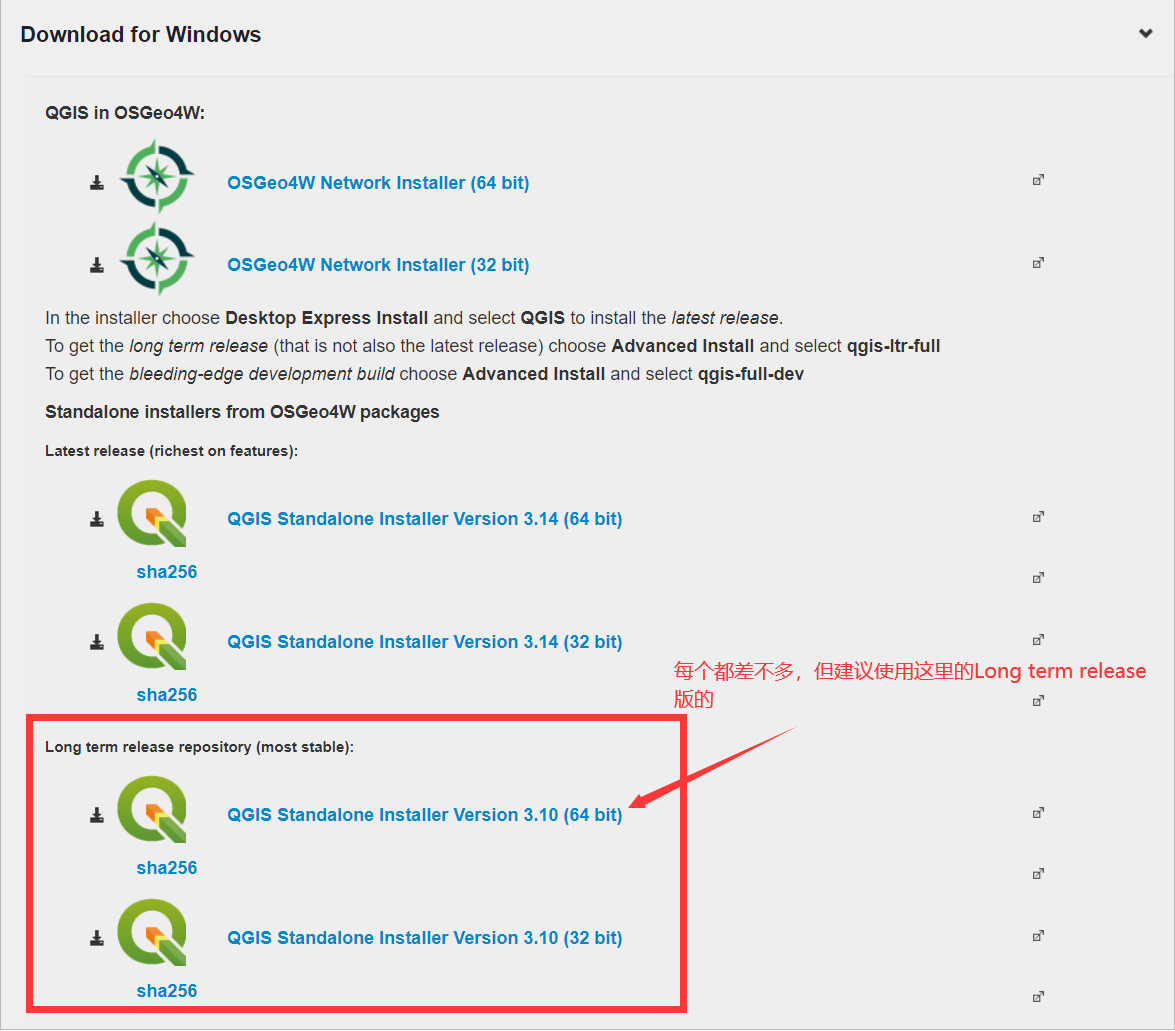 Download for Windows
QGIS in OSGeo4W:
OSGeo4W Network Installer (64 bit)
OSGeo4W Network Installer (32 bit)
In the installer choose Desktop Express Install and select QGIS to install the latest release.
To get the long term release (that is not also the latest release) choose Advanced Install and select qgis-ltr-full
To get the bleeding-edge development build choose Advanced Install and select qgis-full-dev
Standalone installers from OSGeo4W packages
Latest release (richest on features):
QGIS Standalone Installer Version 3.14 (64 bit)
sha256
QGIS Standalone Installer Version 3.14 (32 bit)
sha256
每个都差不多，但建议使用这里的Long term release
版的
Long term release repository (most stable):
QGIS Standalone Installer Version 3.10 (64 bit)
sha256
QGIS Standalone Installer Version 3.10 (32 bit)
sha256